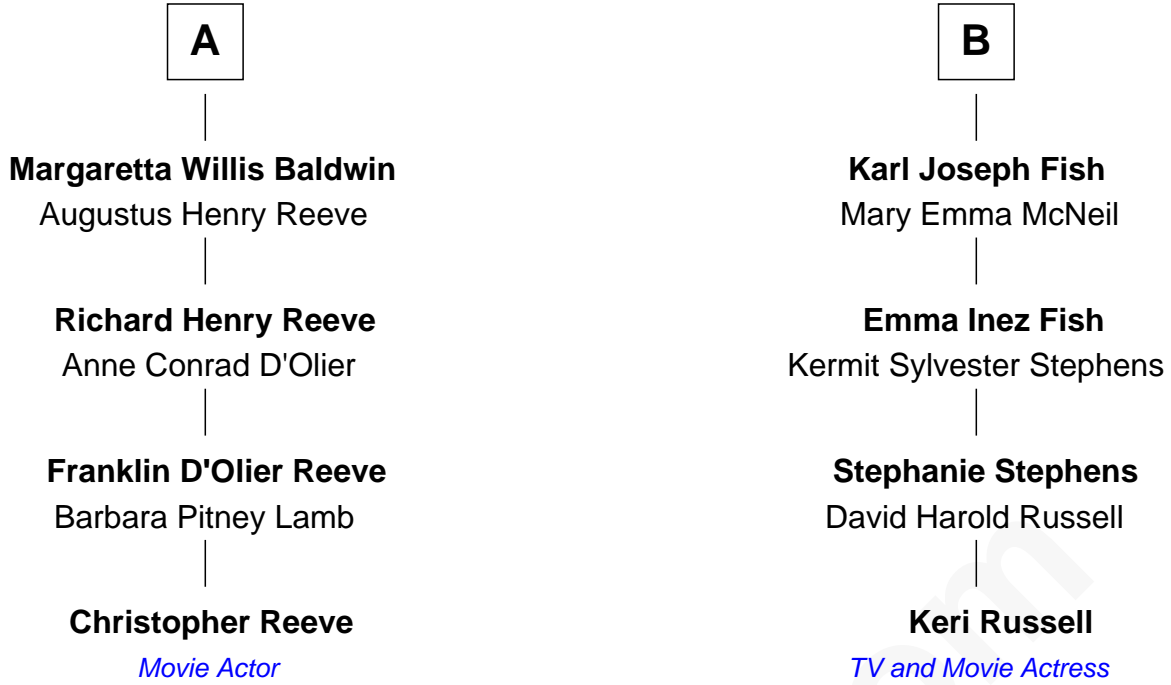 A
Margaretta Willis Baldwin
Augustus Henry Reeve
Richard Henry Reeve
Anne Conrad D'Olier
Franklin D'Olier Reeve
Barbara Pitney Lamb
Christopher Reeve
Movie Actor
B
Karl Joseph Fish
Mary Emma McNeil
Emma Inez Fish
Kermit Sylvester Stephens
Stephanie Stephens
David Harold Russell
Keri Russell
TV and Movie Actress